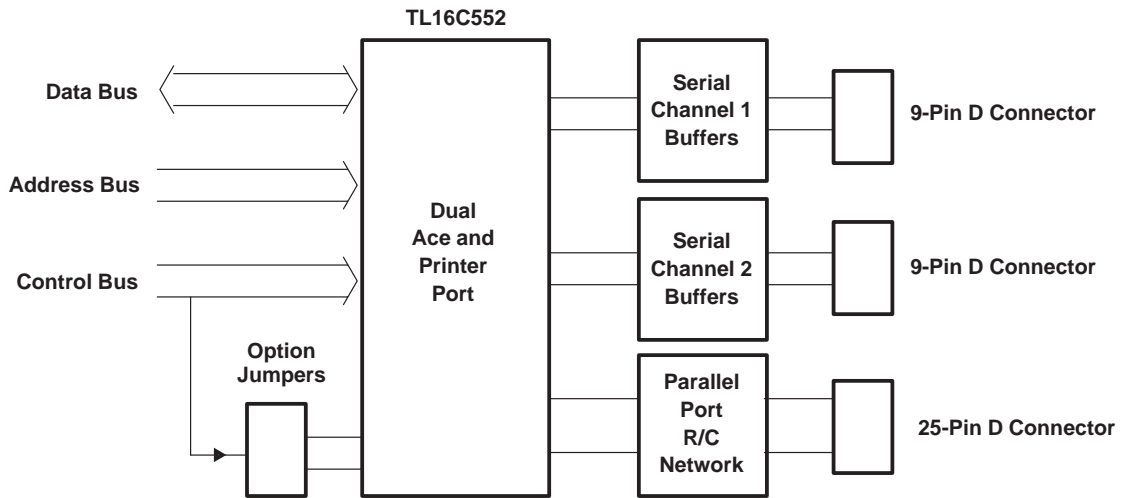 TL16C552
Data Bus
Address Bus
Control Bus
Option
Jumpers
Dual
Ace and
Printer
Port
Serial
Channel 1
Buffers
9-Pin D Connector
Serial
Channel 2
Buffers
9-Pin D Connector
Parallel
Port
R/C
Network
25-Pin D Connector